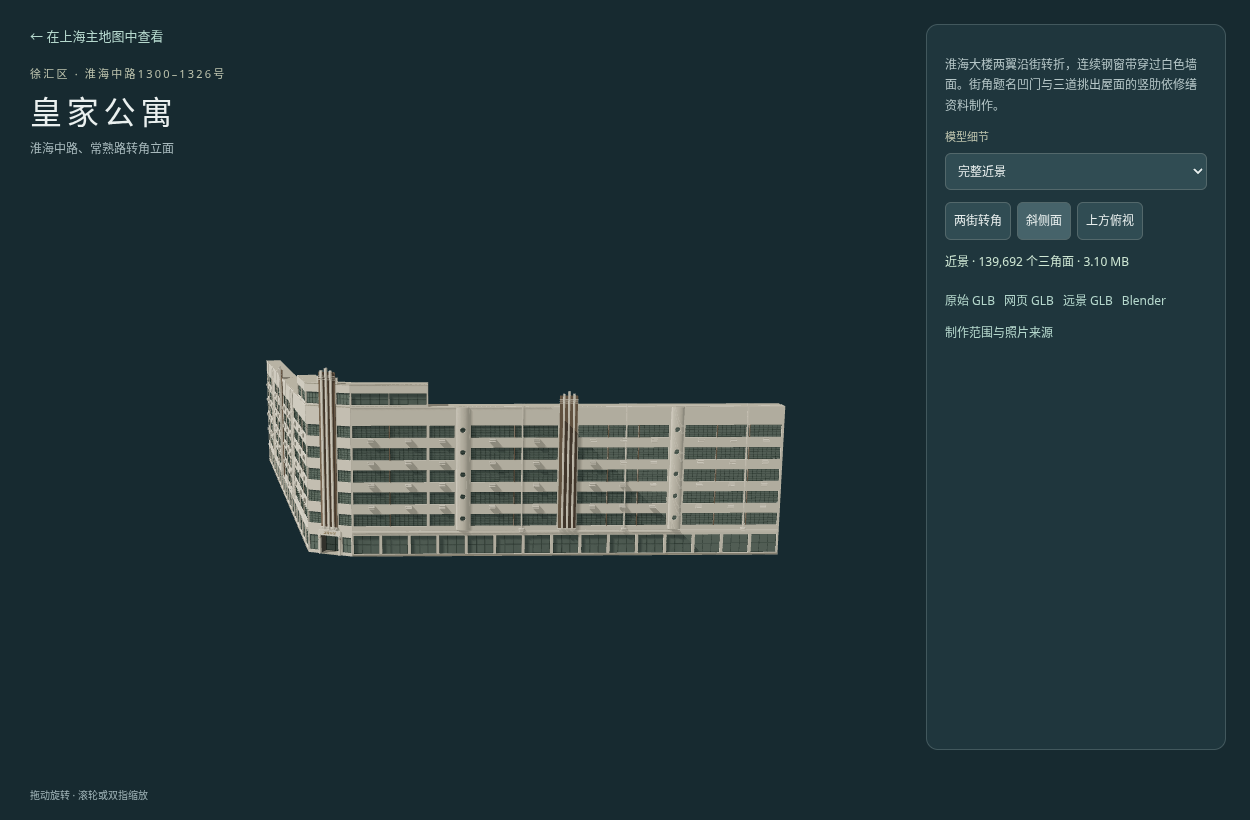 ← 在上海主地图中查看
徐汇区 · 淮海中路1300–1326号
皇家公寓
淮海中路、常熟路转角立面
淮海大楼两翼沿街转折，连续钢窗带穿过白色墙
面。街角题名凹门与三道挑出屋面的竖肋依修缮
资料制作。
模型细节
完整近景
两街转角 斜侧面 上方俯视
近景 · 139,692 个三角面 · 3.10 MB
原始 GLB 网页 GLB 远景 GLB Blender
制作范围与照片来源
拖动旋转 · 滚轮或双指缩放